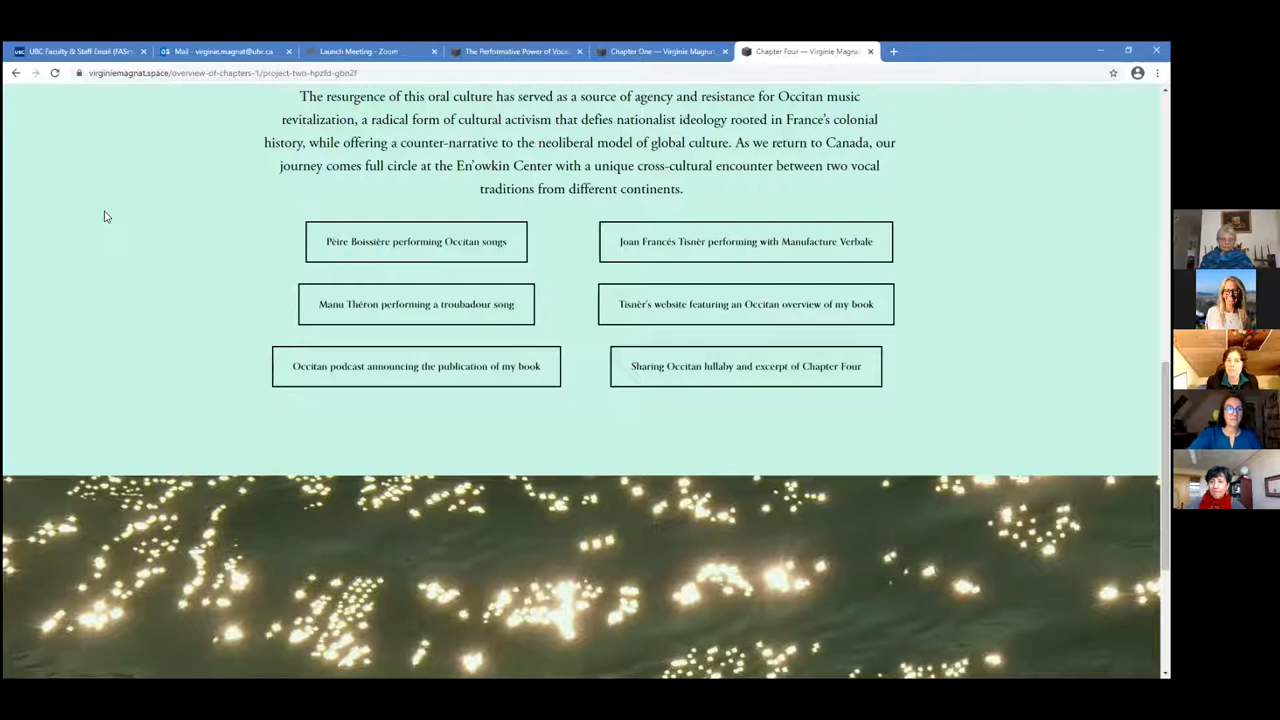 UBC Faculty & Staff Email (FASm
Mail - virginie.magnat@ubc.ca
Launch Meeting - Zoom
The Performative Power of Voca
Chapter One — Virginie Magna
Chapter Four — Virginie Magna
virginiemagnat.space/overview-of-chapters-1/project-two-hpzfd-gbn2f
The resurgence of this oral culture has served as a source of agency and resistance for Occitan music
revitalization, a radical form of cultural activism that defies nationalist ideology rooted in France's colonial
history, while offering a counter-narrative to the neoliberal model of global culture. As we return to Canada, our
journey comes full circle at the En'owkin Center with a unique cross-cultural encounter between two vocal
traditions from different continents.
Pèire Boissière performing Occitan songs
Joan Francés Tisnèr performing with Manufacture Verbale
Manu Théron performing a troubadour song
Tisnèr's website featuring an Occitan overview of my book
Occitan podcast announcing the publication of my book
Sharing Occitan lullaby and excerpt of Chapter Four